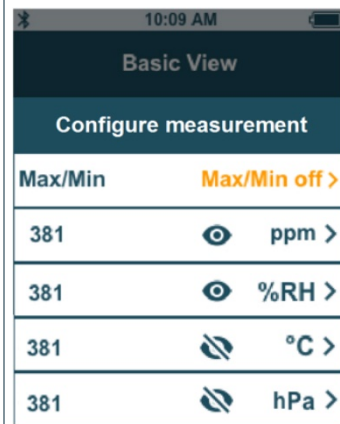 10:09 AM
Basic View
Configure measurement
Max/Min Max/Min off >
381 ppm >
381 %RH >
381 °C >
381 hPa >